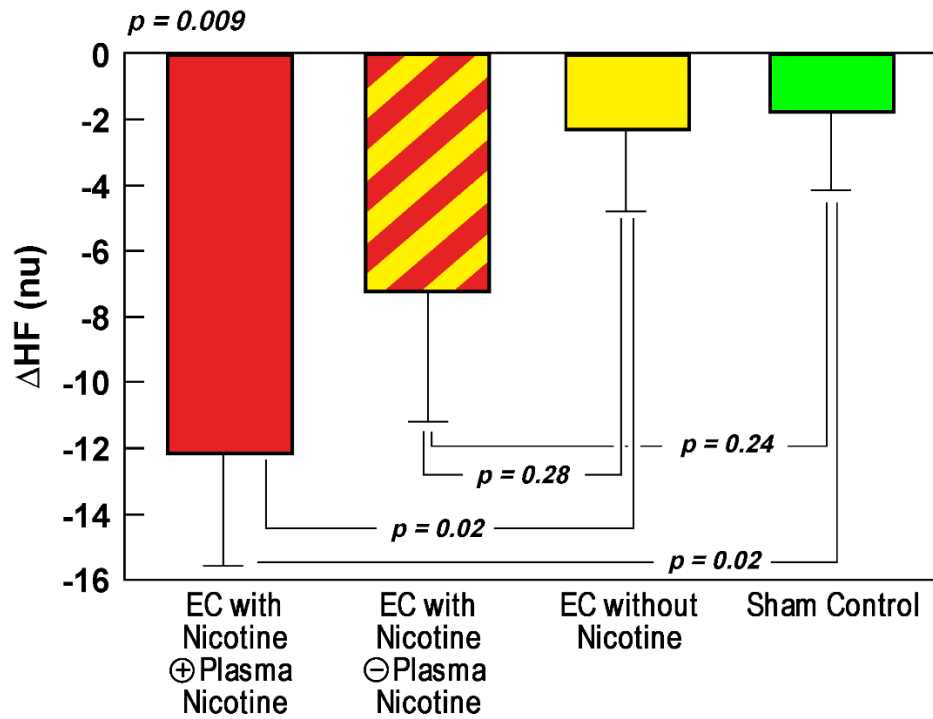 p = 0.009
ΔHF (nu)
0
-2
-4
-6
-8
-10
-12
-14
-16
p = 0.24
p = 0.28
p = 0.02
p = 0.02
EC with
Nicotine
⊕Plasma
Nicotine
EC with
Nicotine
⊖Plasma
Nicotine
EC without
Nicotine
Sham Control